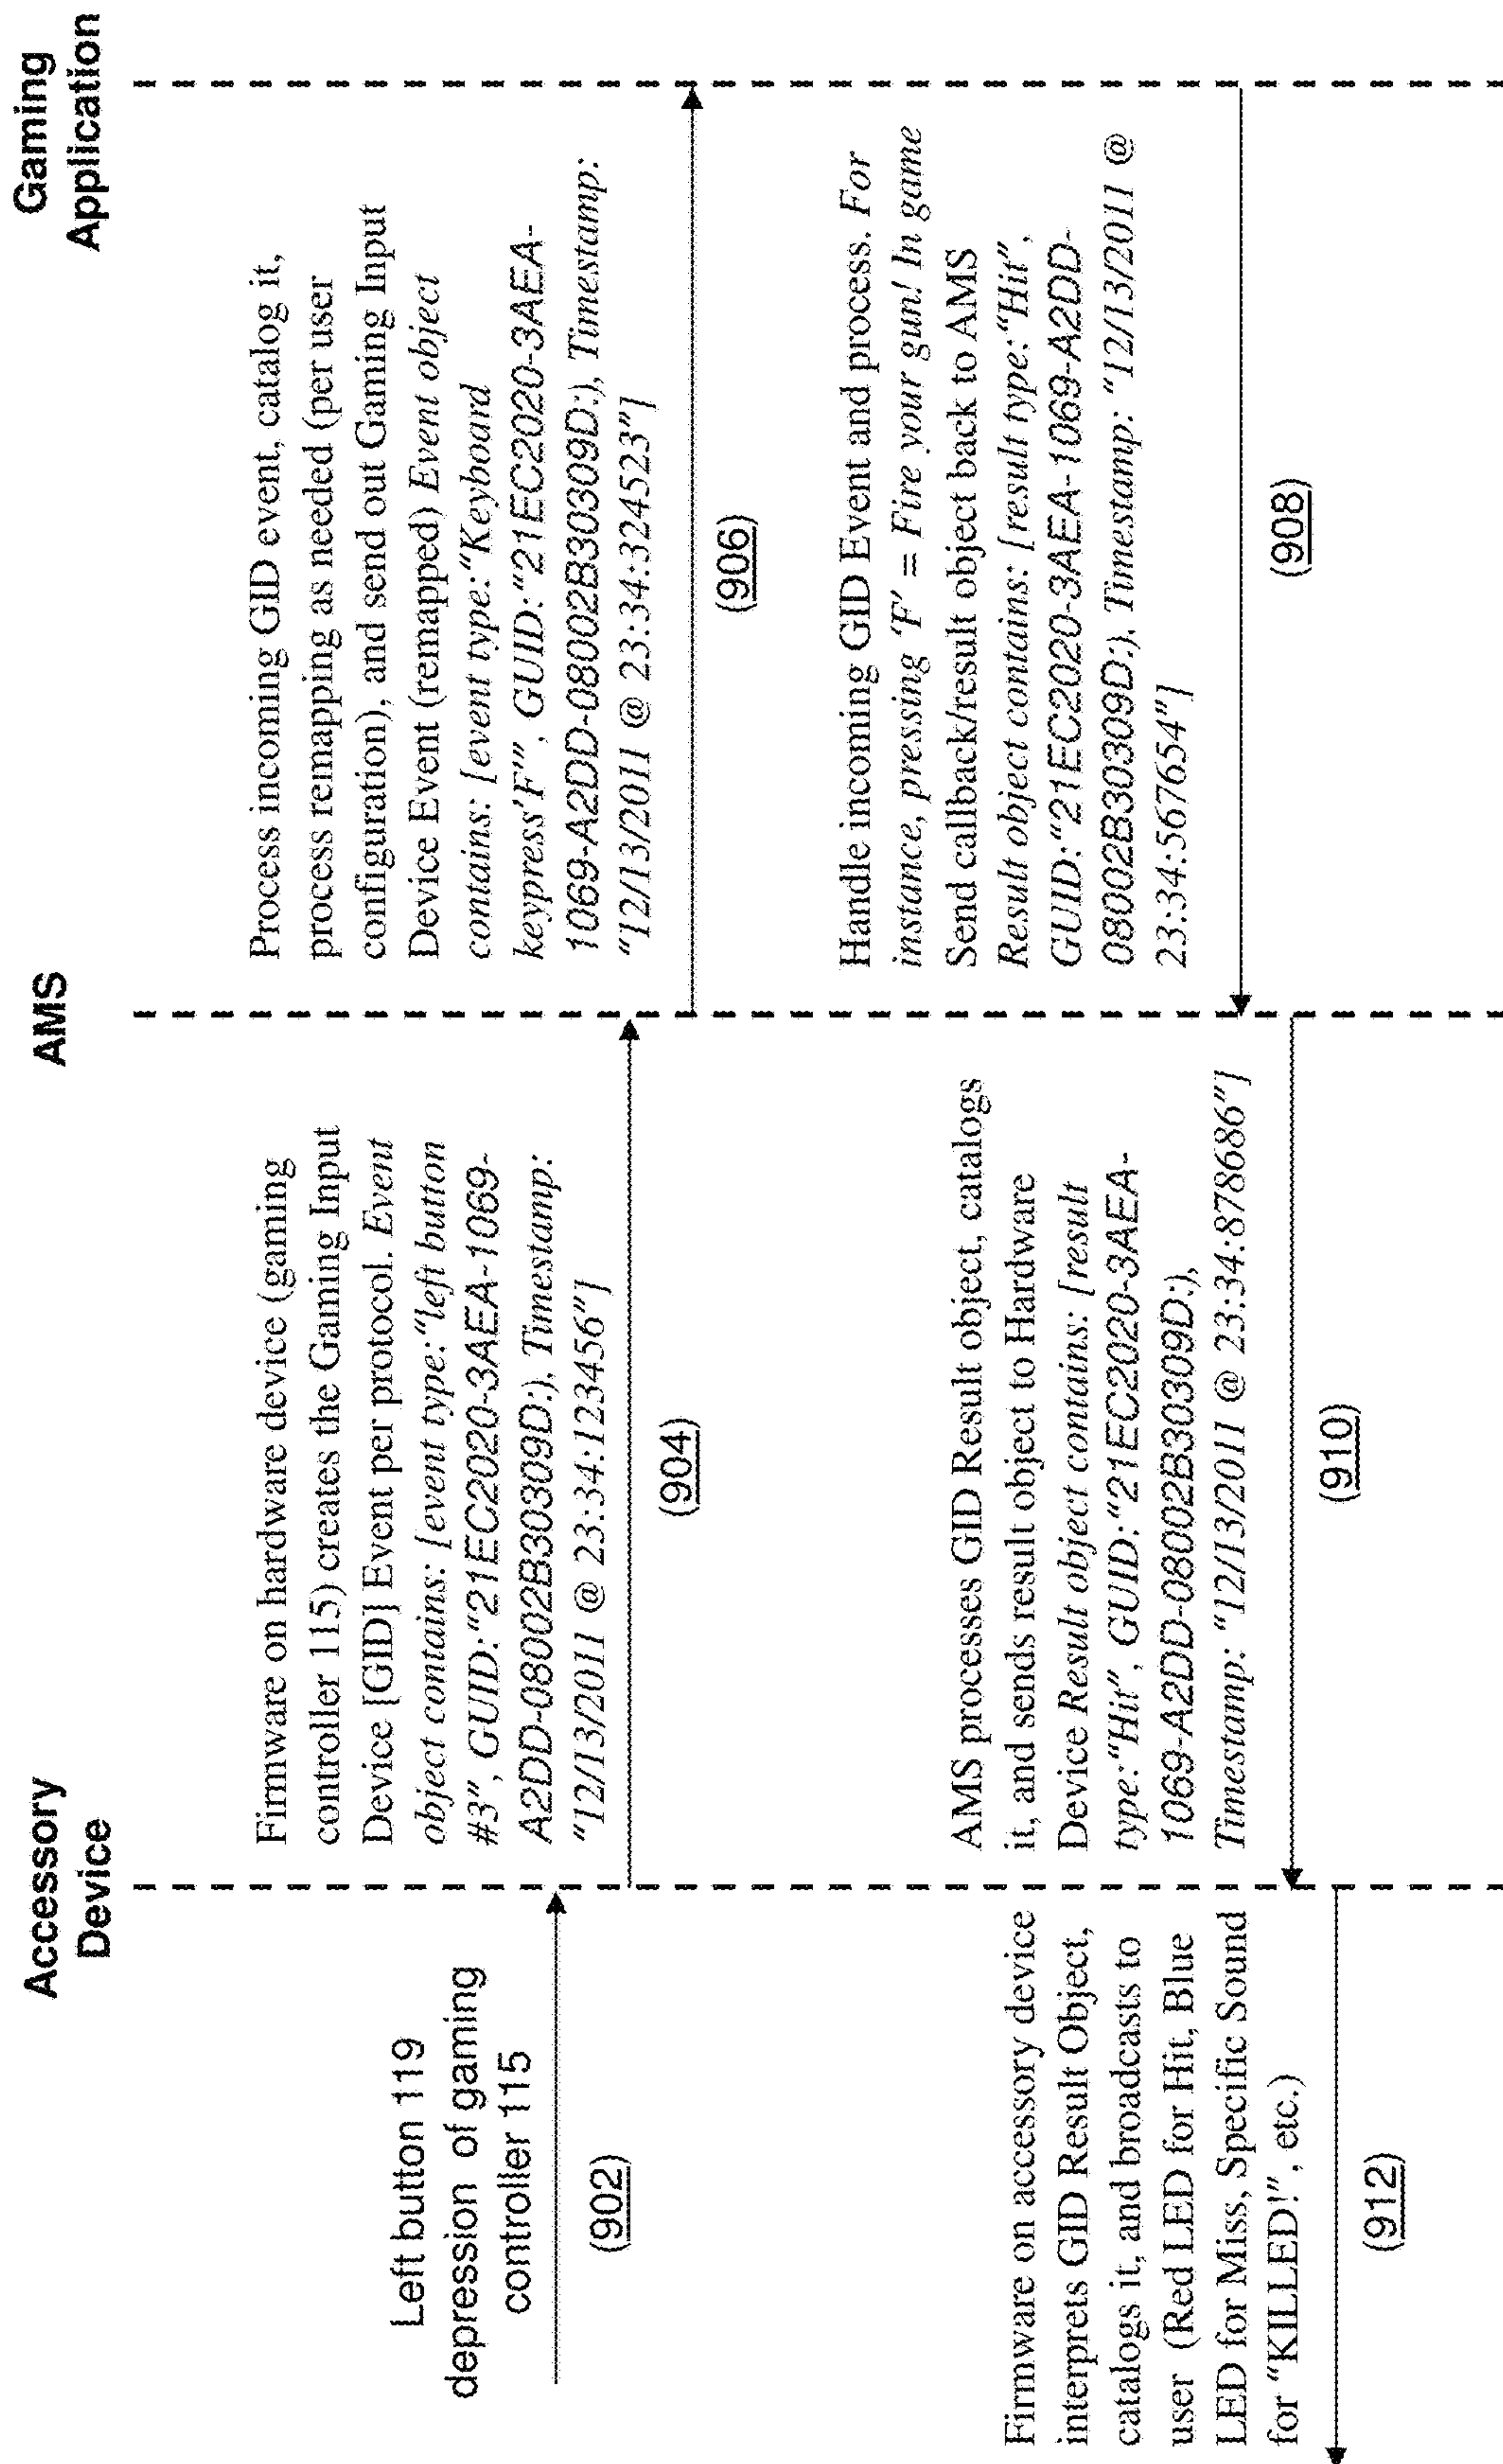 Accessory
Device
AMS
Gaming
Application
Left button 119
depression of gaming
controller 115
(902)
Firmware on hardware device (gaming
controller 115) creates the Gaming Input
Device [GID] Event per protocol. Event
object contains: [event type:"left button
#3", GUID:"21EC2020-3AEA-1069-
A2DD-08002B30309D:), Timestamp:
"12/13/2011 @ 23:34:123456"]
(904)
Process incoming GID event, catalog it,
process remapping as needed (per user
configuration), and send out Gaming Input
Device Event (remapped) Event object
contains: [event type:"Keyboard
keypress'F'", GUID:"21EC2020-3AEA-
1069-A2DD-08002B30309D:), Timestamp:
"12/13/2011 @ 23:34:324523"]
(906)
Handle incoming GID Event and process. For
instance, pressing 'F' = Fire your gun! In game
Send callback/result object back to AMS
Result object contains: [result type:"Hit",
GUID:"21EC2020-3AEA-1069-A2DD-
08002B30309D:), Timestamp: "12/13/2011 @
23:34:567654"]
(908)
AMS processes GID Result object, catalogs
it, and sends result object to Hardware
Device Result object contains: [result
type:"Hit", GUID:"21EC2020-3AEA-
1069-A2DD-08002B30309D:),
Timestamp: "12/13/2011 @ 23:34:878686"]
(910)
Firmware on accessory device
interprets GID Result Object,
catalogs it, and broadcasts to
user (Red LED for Hit, Blue
LED for Miss, Specific Sound
for "KILLED!", etc.)
(912)